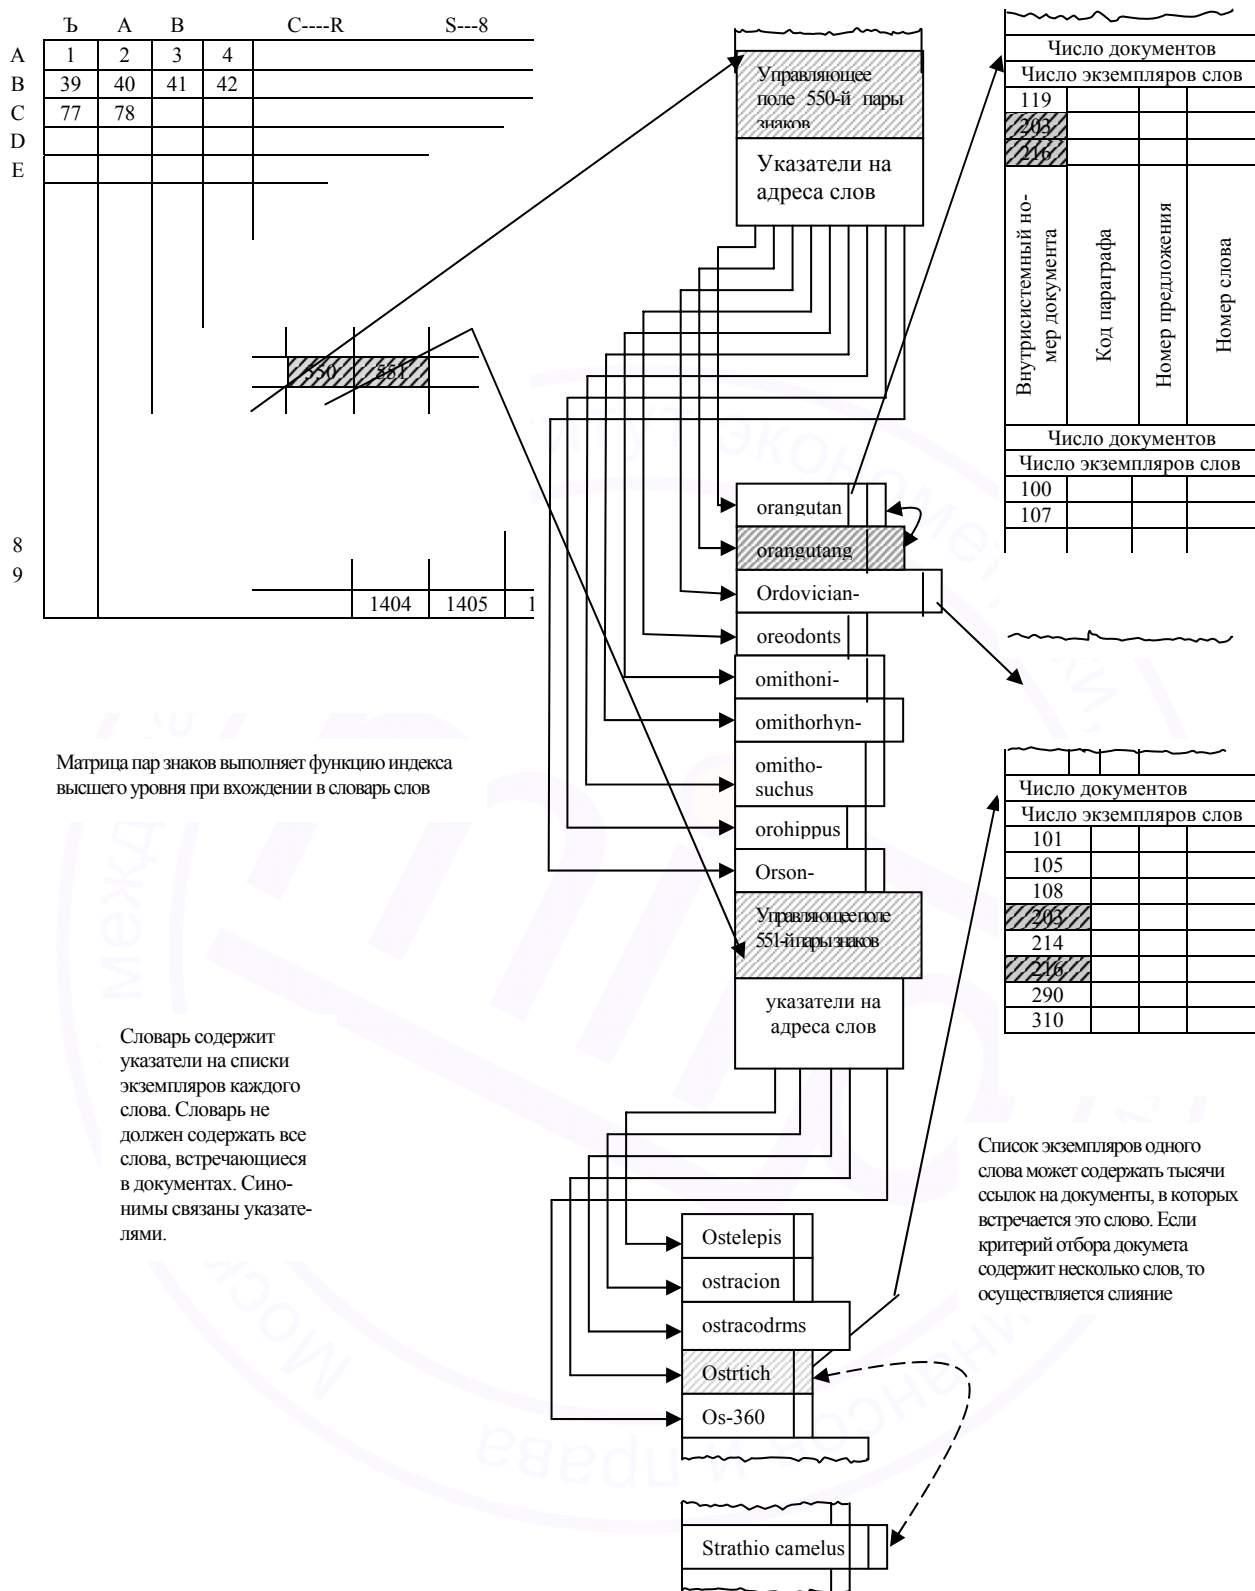 Ъ A B C----R S---8
A 1 2 3 4
B 39 40 41 42
C 77 78
D
E
550 551
8
9
1404 1405 1
Матрица пар знаков выполняет функцию индекса
высшего уровня при вхождении в словарь слов
Словарь содержит
указатели на списки
экземпляров каждого
слова. Словарь не
должен содержать все
слова, встречающиеся
в документах. Сино-
нимы связаны указате-
лями.
Управляющее
поле 550-й пары
знаков
Указатели на
адреса слов
orangutan
orangutang
Ordovician-
oreodonts
omithoni-
omithorhyn-
omitho-
suchus
orohippus
Orson-
Управляющее поле
551-й пары знаков
указатели на
адреса слов
Ostelepis
ostracion
ostracodrms
Ostrtich
Os-360
Strathio camelus
Число документов
Число экземпляров слов
119
203
216
Внутрисистемный но-
мер документа
Код параграфа
Номер предложения
Номер слова
Число документов
Число экземпляров слов
100
107
Число документов
Число экземпляров слов
101
105
108
203
214
216
290
310
Список экземпляров одного
слова может содержать тысячи
ссылок на документы, в которых
встречается это слово. Если
критерий отбора докумета
содержит несколько слов, то
осуществляется слияние